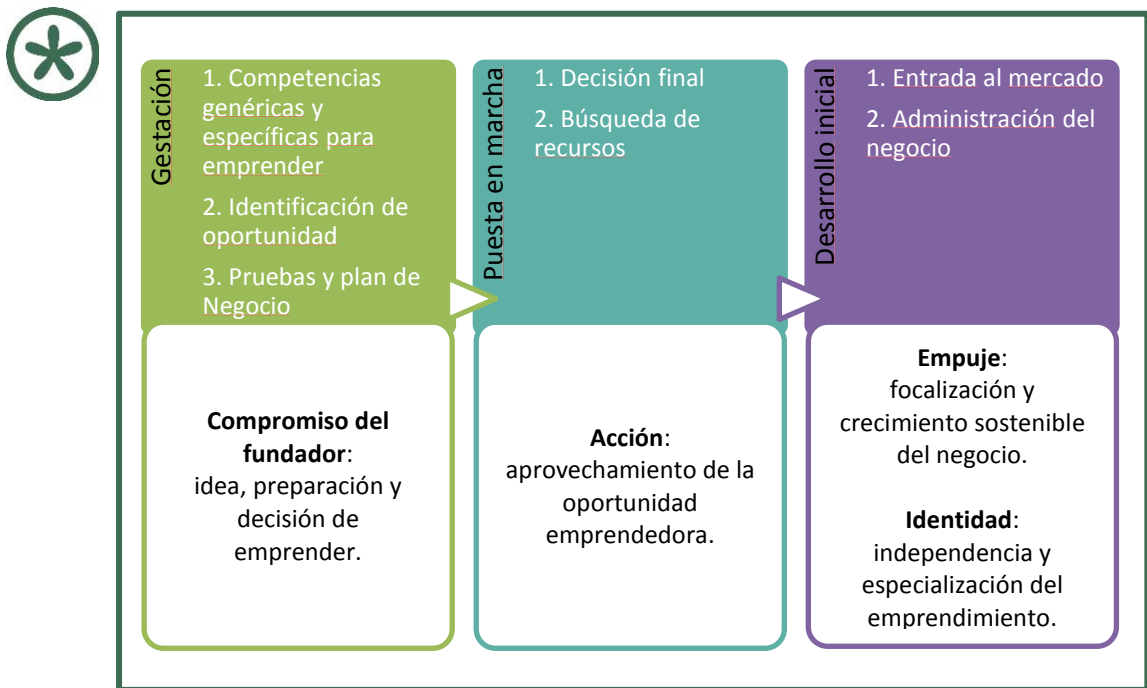 Gestación
1. Competencias
genéricas y
específicas para
emprender
2. Identificación de
oportunidad
3. Pruebas y plan de
Negocio
Compromiso del
fundador:
idea, preparación y
decisión de
emprender.
Puesta en marcha
1. Decisión final
2. Búsqueda de
recursos
Acción:
aprovechamiento de la
oportunidad
emprendedora.
Desarrollo inicial
1. Entrada al mercado
2. Administración del
negocio
Empuje:
focalización y
crecimiento sostenible
del negocio.
Identidad:
independencia y
especialización del
emprendimiento.